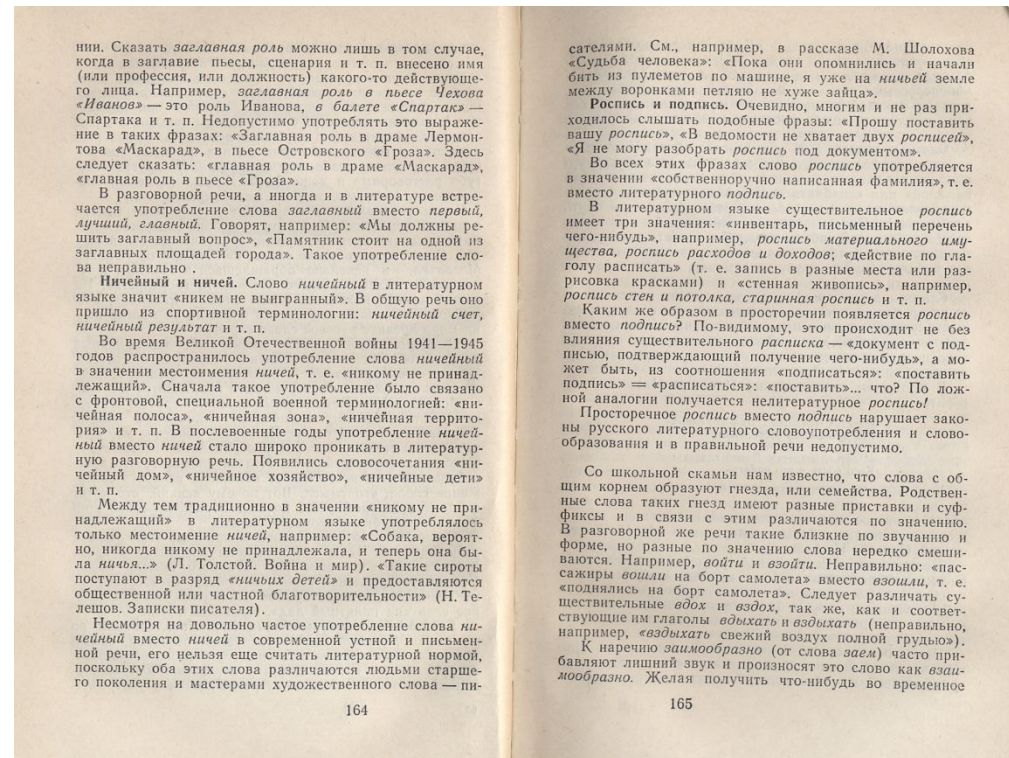 нии. Сказать заглавная роль можно лишь в том случае,
когда в заглавие пьесы, сценария и т. п. внесено имя
(или профессия, или должность) какого-то действующе-
го лица. Например, заглавная роль в пьесе Чехова
«Иванов» — это роль Иванова, в балете «Спартак» —
Спартака и т. п. Недопустимо употреблять это выраже-
ние в таких фразах: «Заглавная роль в драме Лермон-
това «Маскарад», в пьесе Островского «Гроза». Здесь
следует сказать: «главная роль в драме «Маскарад»,
«главная роль в пьесе «Гроза».
В разговорной речи, а иногда и в литературе встре-
чается употребление слова заглавный вместо первый,
лучший, главный. Говорят, например: «Мы должны ре-
шить заглавный вопрос», «Памятник стоит на одной из
заглавных площадей города». Такое употребление сло-
ва неправильно .
Ничейный и ничей. Слово ничейный в литературном
языке значит «никем не выигранный». В общую речь оно
пришло из спортивной терминологии: ничейный счет,
ничейный результат и т. п.
Во время Великой Отечественной войны 1941—1945
годов распространилось употребление слова ничейный
в значении местоимения ничей, т. е. «никому не принад-
лежащий». Сначала такое употребление было связано
с фронтовой, специальной военной терминологией: «ни-
чейная полоса», «ничейная зона», «ничейная террито-
рия» и т. п. В послевоенные годы употребление ничей-
ный вместо ничей стало широко проникать в литератур-
ную разговорную речь. Появились словосочетания «ни-
чейный дом», «ничейное хозяйство», «ничейные дети»
и т. п.
Между тем традиционно в значении «никому не при-
надлежащий» в литературном языке употреблялось
только местоимение ничей, например: «Собака, вероят-
но, никогда никому не принадлежала, и теперь она бы-
ла ничья...» (Л. Толстой. Война и мир). «Такие сироты
поступают в разряд «ничьих детей» и предоставляются
общественной или частной благотворительности» (Н. Те-
лешов. Записки писателя).
Несмотря на довольно частое употребление слова ни-
чейный вместо ничей в современной устной и письмен-
ной речи, его нельзя еще считать литературной нормой,
поскольку оба этих слова различаются людьми старше-
го поколения и мастерами художественного слова — пи-
164
сателями. См., например, в рассказе М. Шолохова
«Судьба человека»: «Пока они опомнились и начали
бить из пулеметов по машине, я уже на ничьей земле
между воронками петляю не хуже зайца».
Роспись и подпись. Очевидно, многим и не раз при-
ходилось слышать подобные фразы: «Прошу поставить
вашу роспись», «В ведомости не хватает двух росписей»,
«Я не могу разобрать роспись под документом».
Во всех этих фразах слово роспись употребляется
в значении «собственноручно написанная фамилия», т. е.
вместо литературного подпись.
В литературном языке существительное роспись
имеет три значения: «инвентарь, письменный перечень
чего-нибудь», например, роспись материального иму-
щества, роспись расходов и доходов; «действие по гла-
голу расписать» (т. е. запись в разные места или раз-
рисовка красками) и «стенная живопись», например,
роспись стен и потолка, старинная роспись и т. п.
Каким же образом в просторечии появляется роспись
вместо подпись? По-видимому, это происходит не без
влияния существительного расписка — «документ с под-
писью, подтверждающий получение чего-нибудь», а мо-
жет быть, из соотношения «подписаться»: «поставить
подпись» = «расписаться»: «поставить»... что? По лож-
ной аналогии получается нелитературное роспись!
Просторечное роспись вместо подпись нарушает зако-
ны русского литературного словоупотребления и слово-
образования и в правильной речи недопустимо.
Со школьной скамьи нам известно, что слова с об-
щим корнем образуют гнезда, или семейства. Родствен-
ные слова таких гнезд имеют разные приставки и суф-
фиксы и в связи с этим различаются по значению.
В разговорной же речи такие близкие по звучанию и
форме, но разные по значению слова нередко смеши-
ваются. Например, войти и взойти. Неправильно: «пас-
сажиры вошли на борт самолета» вместо взошли, т. е.
«поднялись на борт самолета». Следует различать су-
ществительные вдох и вздох, так же, как и соответ-
ствующие им глаголы вдыхать и вздыхать (неправильно,
например, «вздыхать свежий воздух полной грудью»).
К наречию заимообразно (от слова заем) часто при-
бавляют лишний звук и произносят это слово как взаи-
мообразно. Желая получить что-нибудь во временное
165